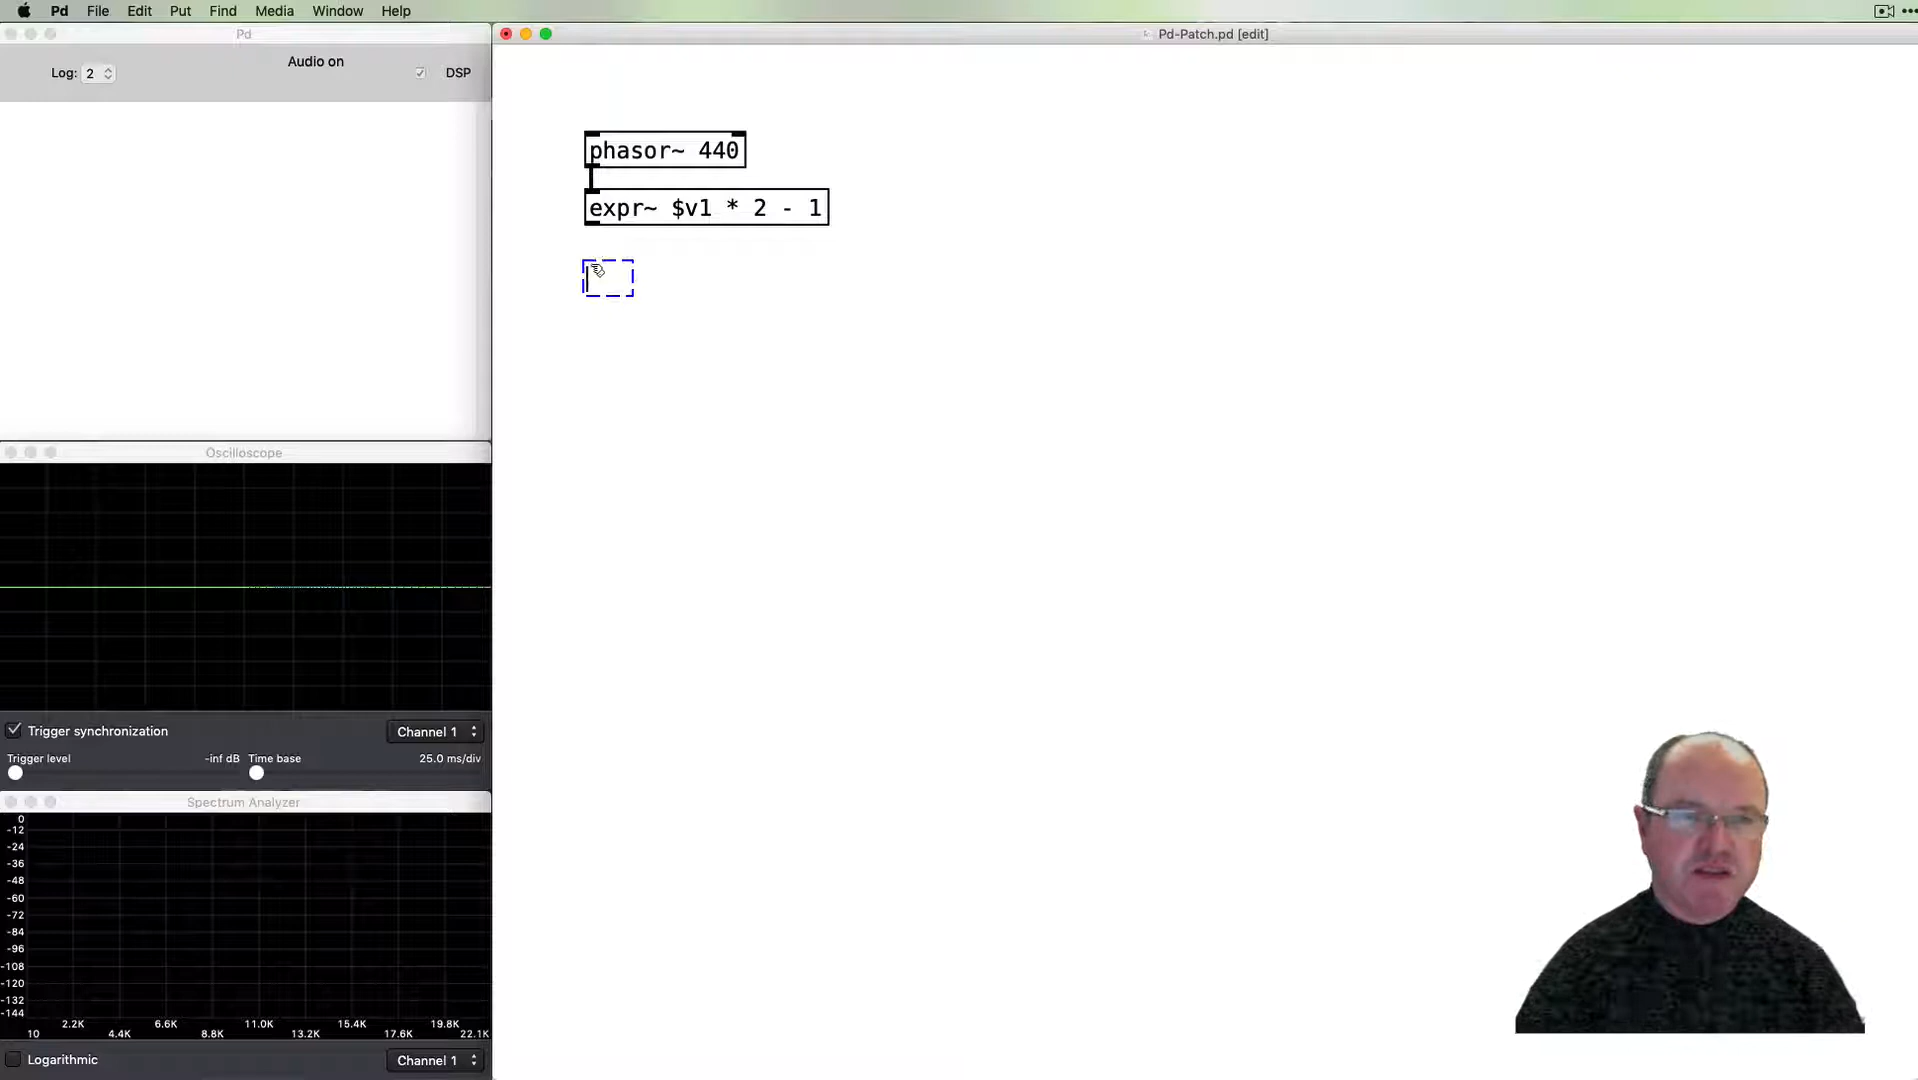 Pd File Edit Put Find Media Window Help
Pd
Log: 2
Audio on
DSP
Pd-Patch.pd [edit]
phasor~ 440
expr~ $v1 * 2 - 1
Oscilloscope
Trigger synchronization
Channel 1
Trigger level
-inf dB
Time base
25.0 ms/div
Spectrum Analyzer
0
-12
-24
-36
-48
-60
-72
-84
-96
-108
-120
-132
-144
10 2.2K 4.4K 6.6K 8.8K 11.0K 13.2K 15.4K 17.6K 19.8K 22.1K
Logarithmic
Channel 1